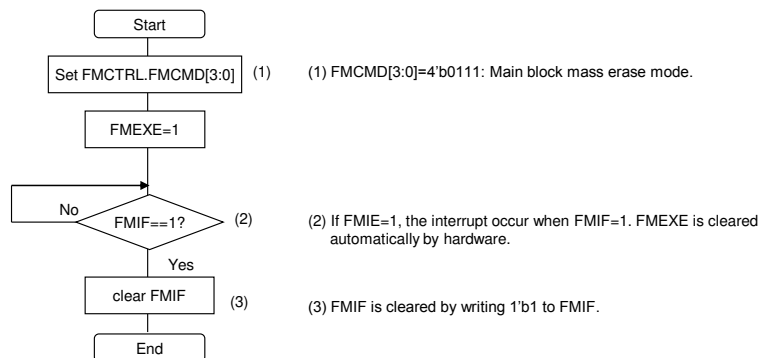 Start
Set FMCTRL.FMCMD[3:0] (1) (1) FMCMD[3:0]=4'b0111: Main block mass erase mode.
FMEXE=1
No
FMIF==1? (2) (2) If FMIE=1, the interrupt occur when FMIF=1. FMEXE is cleared
automatically by hardware.
Yes
clear FMIF (3) (3) FMIF is cleared by writing 1'b1 to FMIF.
End